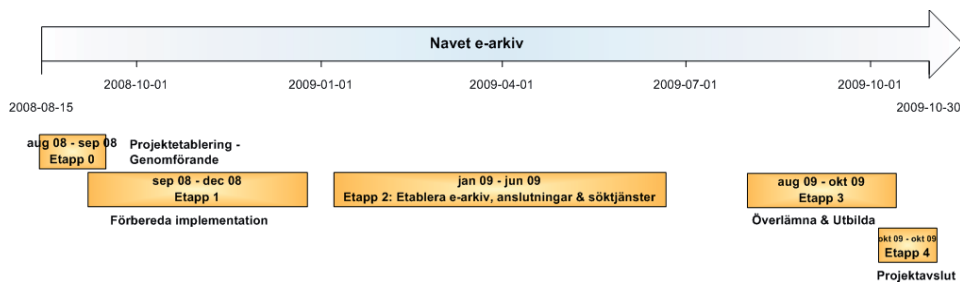 Navet e-arkiv
2008-10-01
2009-01-01
2009-04-01
2009-07-01
2009-10-01
2008-08-15
2009-10-30
aug 08 - sep 08
Etapp 0
Projektetablering -
Genomförande
sep 08 - dec 08
Etapp 1
Förbereda implementation
jan 09 - jun 09
Etapp 2: Etablera e-arkiv, anslutningar & söktjänster
aug 09 - okt 09
Etapp 3
Överlämna & Utbilda
okt 09 - okt 09
Etapp 4
Projektavslut